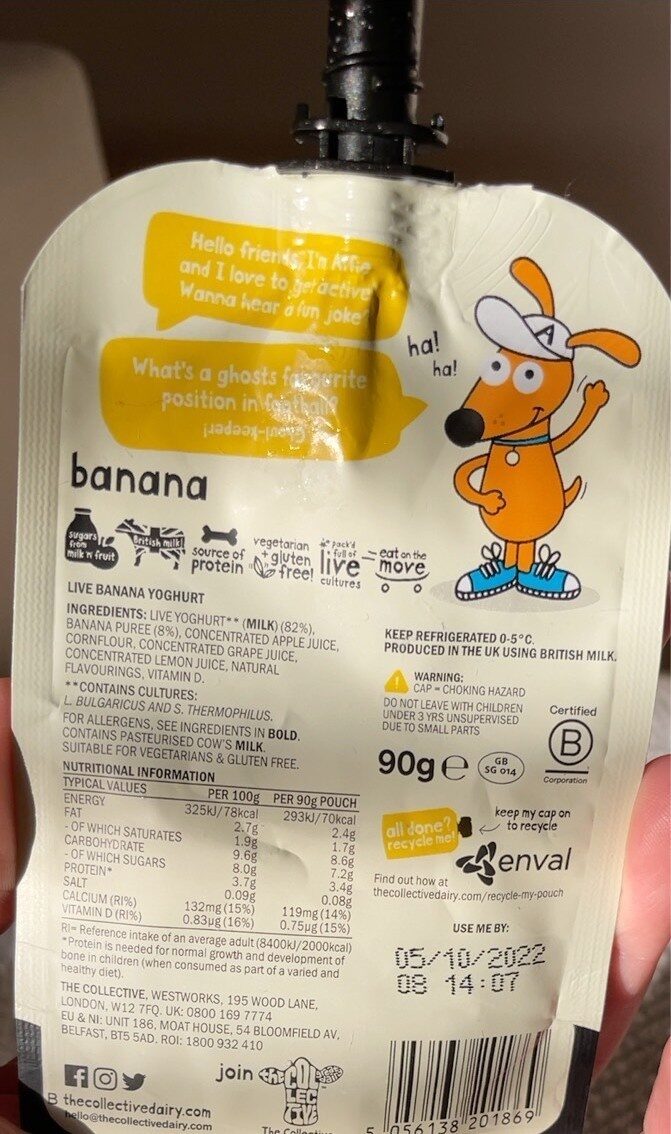 Hello friends, I'm Alfie
and I love to get active
Wanna hear a fun joke
What's a ghosts favourite
position in football?
Ghoul-keeper!
ha!
ha!
A
banana
sugars from milk 'n' fruit
British milk
source of protein
vegetarian + gluten free!
pack'd full of live cultures
eat on the move
LIVE BANANA YOGHURT
INGREDIENTS: LIVE YOGHURT** (MILK) (82%),
BANANA PUREE (8%), CONCENTRATED APPLE JUICE,
CORNFLOUR, CONCENTRATED GRAPE JUICE,
CONCENTRATED LEMON JUICE, NATURAL
FLAVOURINGS, VITAMIN D.
**CONTAINS CULTURES:
L. BULGARICUS AND S. THERMOPHILUS.
FOR ALLERGENS, SEE INGREDIENTS IN BOLD.
CONTAINS PASTEURISED COW'S MILK.
SUITABLE FOR VEGETARIANS & GLUTEN FREE.
NUTRITIONAL INFORMATION
TYPICAL VALUES PER 100g PER 90g POUCH
ENERGY 325kJ/78kcal 293kJ/70kcal
FAT 2.7g 2.4g
- OF WHICH SATURATES 1.9g 1.7g
CARBOHYDRATE 9.6g 8.6g
- OF WHICH SUGARS 8.0g 7.2g
PROTEIN* 3.7g 3.4g
SALT 0.09g 0.08g
CALCIUM (RI%) 132mg (15%) 119mg (14%)
VITAMIN D (RI%) 0.83µg (16%) 0.75µg (15%)
RI= Reference intake of an average adult (8400kJ/2000kcal)
*Protein is needed for normal growth and development of
bone in children (when consumed as part of a varied and
healthy diet).
THE COLLECTIVE, WESTWORKS, 195 WOOD LANE,
LONDON, W12 7FQ. UK: 0800 169 7774
EU & NI: UNIT 186, MOAT HOUSE, 54 BLOOMFIELD AV,
BELFAST, BT5 5AD. ROI: 1800 932 410
join the COLLECTIVE
B thecollectivedairy.com
hello@thecollectivedairy.com
KEEP REFRIGERATED 0-5°C.
PRODUCED IN THE UK USING BRITISH MILK.
WARNING:
CAP = CHOKING HAZARD
DO NOT LEAVE WITH CHILDREN
UNDER 3 YRS UNSUPERVISED
DUE TO SMALL PARTS
Certified
B
Corporation
90g e
GB
SG 014
all done?
recycle me!
keep my cap on
to recycle
enval
Find out how at
thecollectivedairy.com/recycle-my-pouch
USE ME BY:
05/10/2022
08 14:07
5 056138 201869